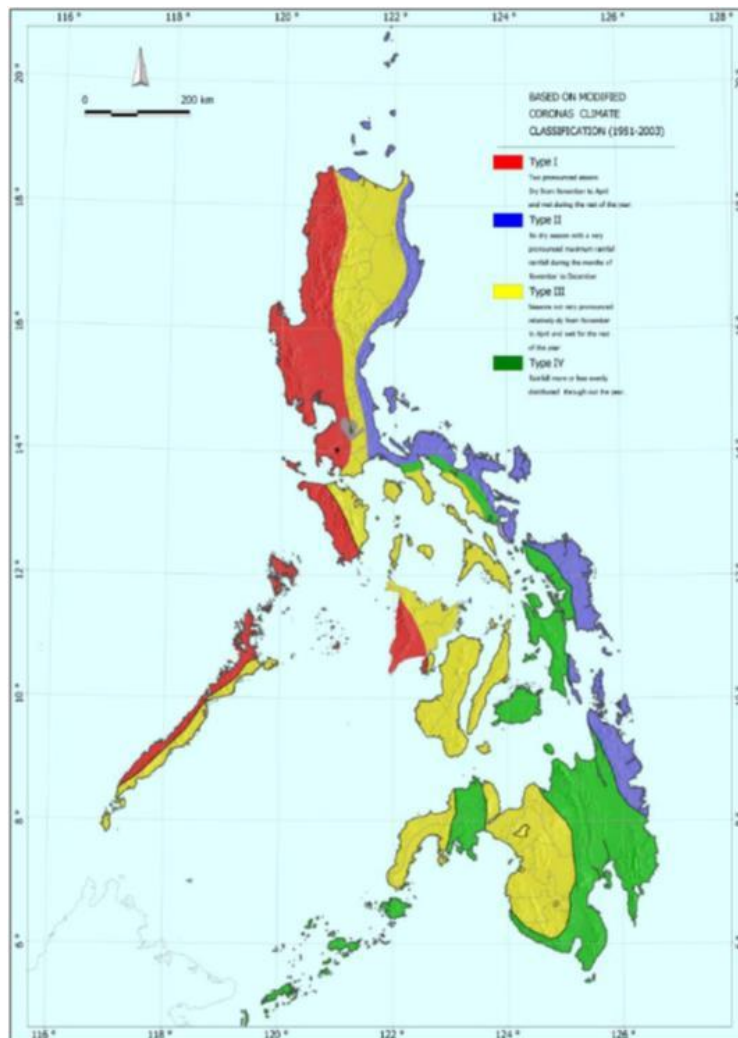 116 °
118 °
120 °
122 °
124 °
126 °
128 °
20 °
18 °
16 °
14 °
12 °
10 °
8 °
6 °
0 200 km
BASED ON MODIFIED
CORONAS CLIMATE
CLASSIFICATION (1951-2003)
Type I
Two pronounced season
Dry from November to April
and wet during the rest of the year.
Type II
No dry season with a very
pronounced maximum rainfall
rainfall during the months of
November to December
Type III
Seasons not very pronounced
relatively dry from November
to April and wet for the rest
of the year.
Type IV
Rainfall more or less evenly
distributed through out the year.
116 °
118 °
120 °
122 °
124 °
126 °